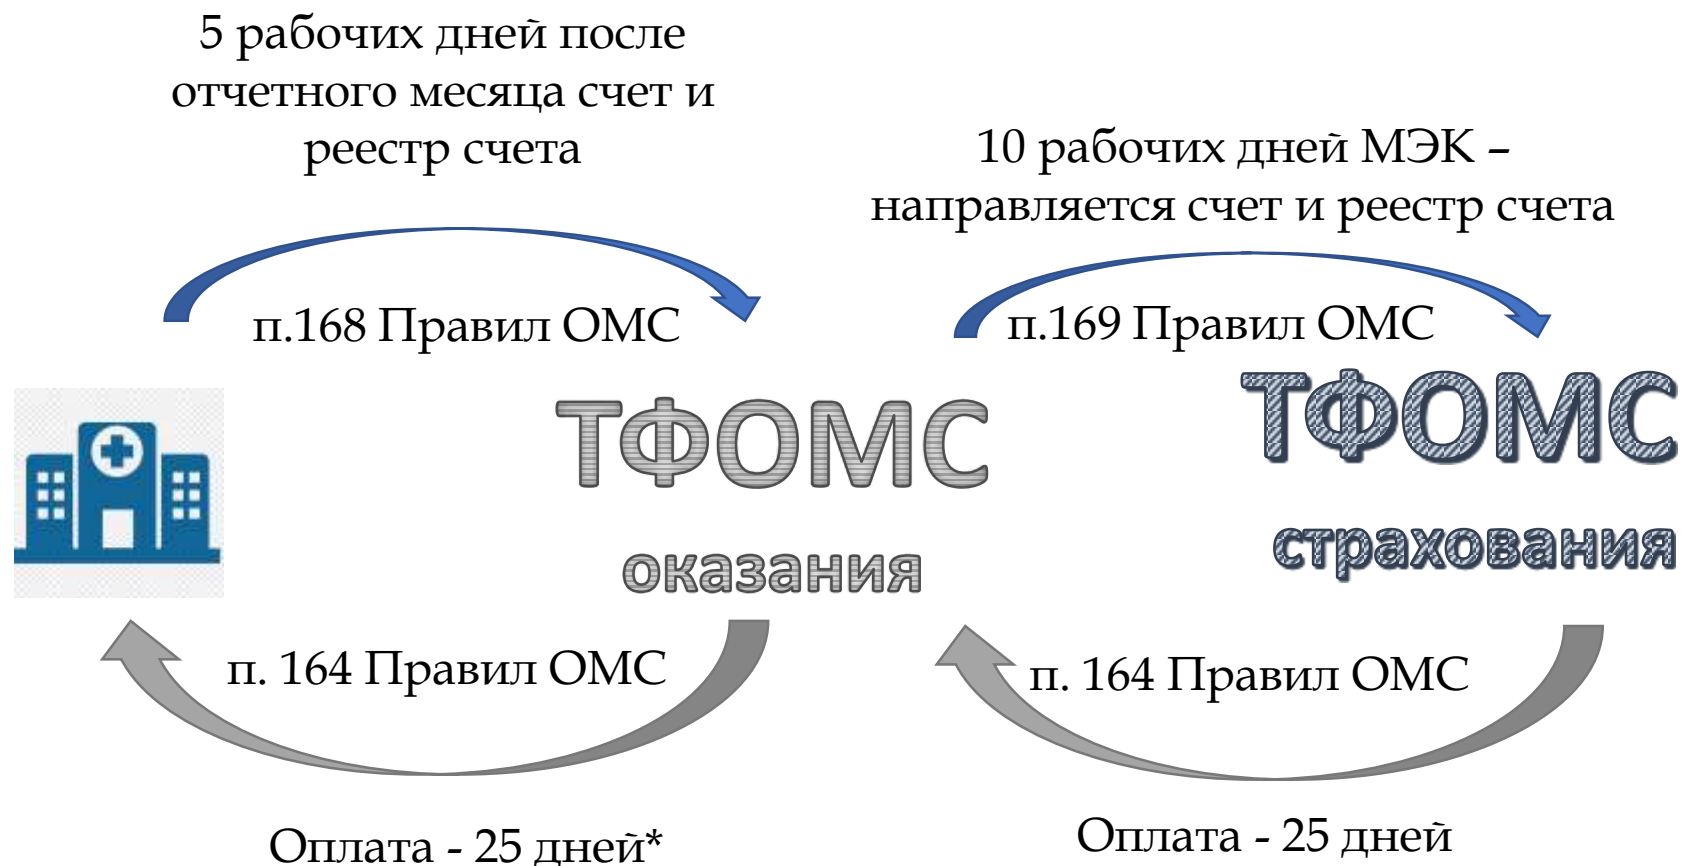 5 рабочих дней после
отчетного месяца счет и
реестр счета
10 рабочих дней МЭК –
направляется счет и реестр счета
п.168 Правил ОМС
п.169 Правил ОМС
ТФОМС
оказания
ТФОМС
страхования
п. 164 Правил ОМС
п. 164 Правил ОМС
Оплата - 25 дней*
Оплата - 25 дней